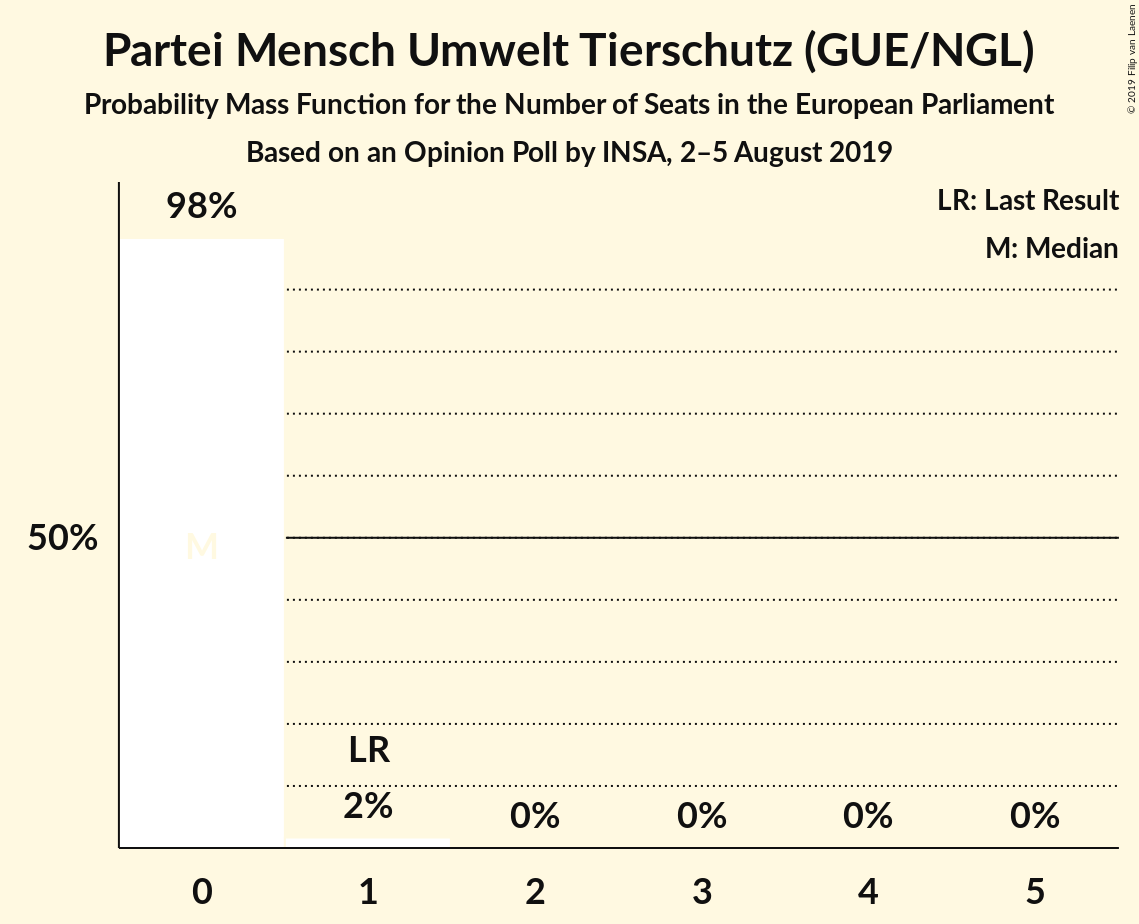 Partei Mensch Umwelt Tierschutz (GUE/NGL)
Probability Mass Function for the Number of Seats in the European Parliament
Based on an Opinion Poll by INSA, 2–5 August 2019
© 2019 Filip van Laenen
LR: Last Result
M: Median
98%
50%
M
LR
2%
0%
0%
0%
0%
0
1
2
3
4
5